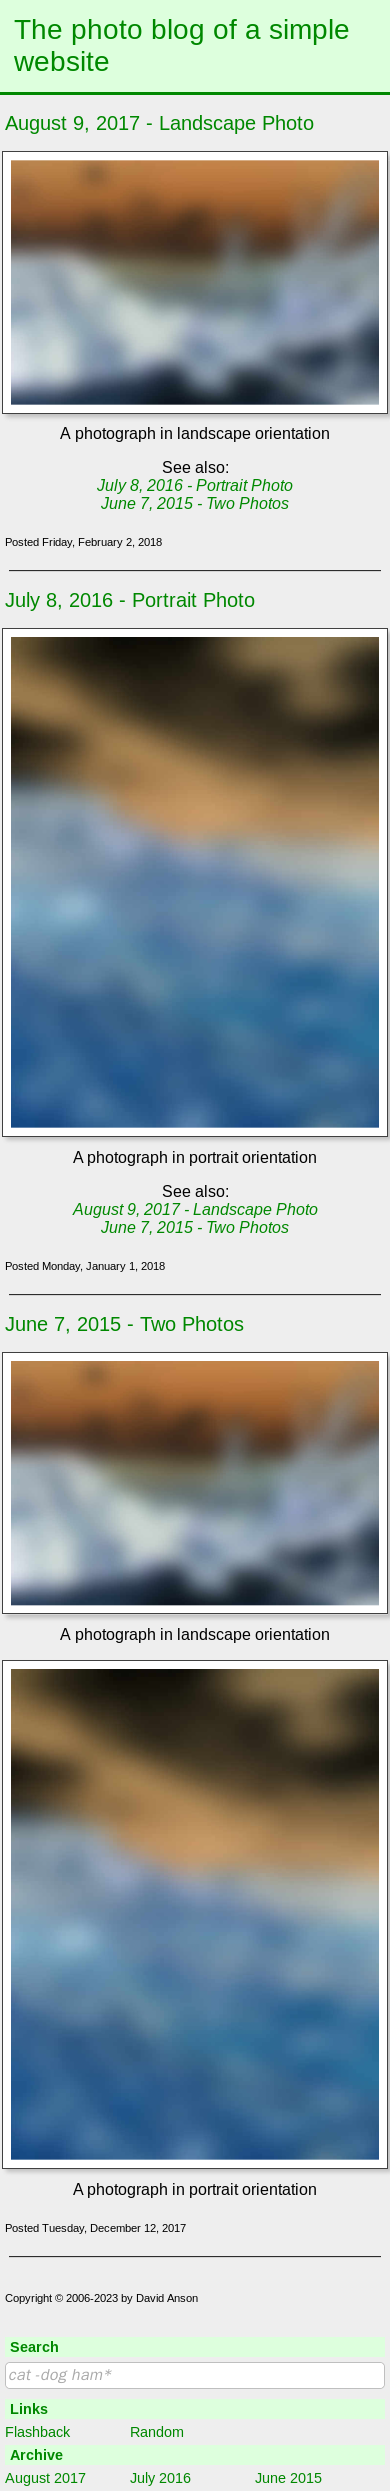 The photo blog of a simple
website
August 9, 2017 - Landscape Photo
A photograph in landscape orientation
See also:
July 8, 2016 - Portrait Photo
June 7, 2015 - Two Photos
Posted Friday, February 2, 2018
July 8, 2016 - Portrait Photo
A photograph in portrait orientation
See also:
August 9, 2017 - Landscape Photo
June 7, 2015 - Two Photos
Posted Monday, January 1, 2018
June 7, 2015 - Two Photos
A photograph in landscape orientation
A photograph in portrait orientation
Posted Tuesday, December 12, 2017
Copyright © 2006-2023 by David Anson
Search
cat -dog ham*
Links
Flashback Random
Archive
August 2017 July 2016 June 2015